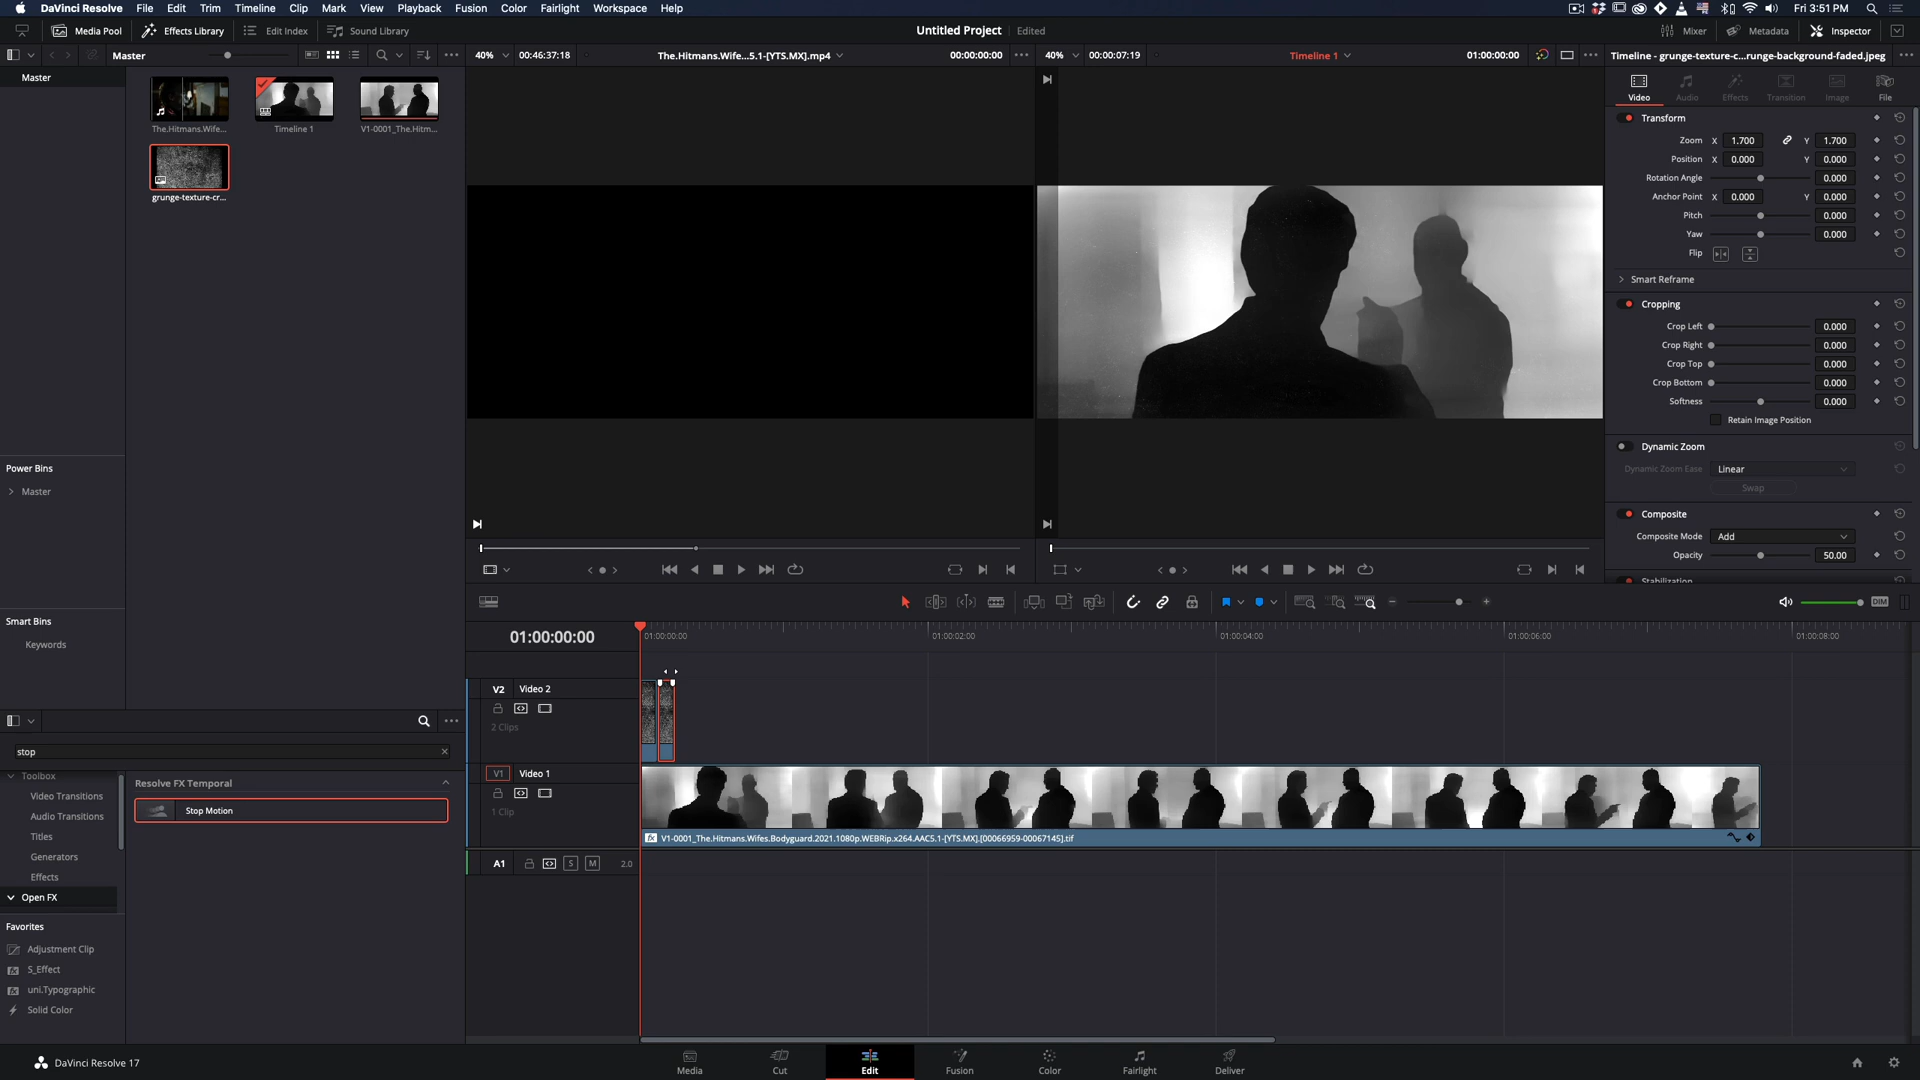 DaVinci Resolve File Edit Trim Timeline Clip Mark View Playback Fusion Color Fairlight Workspace Help Fri 3:51 PM
Media Pool Effects Library Edit Index Sound Library Untitled Project Edited Mixer Metadata Inspector
Master 40% 00:46:37:18 The.Hitmans.Wife...5.1-[YTS.MX].mp4 00:00:00:00 40% 00:00:07:19 Timeline 1 01:00:00:00 Timeline - grunge-texture-c...runge-background-faded.jpeg
Master
Video Audio Effects Transition Image File
The.Hitmans.Wife... Timeline 1 V1-0001_The.Hitm...
grunge-texture-cr...
Transform
Zoom X 1.700 Y 1.700
Position X 0.000 Y 0.000
Rotation Angle 0.000
Anchor Point X 0.000 Y 0.000
Pitch 0.000
Yaw 0.000
Flip
Smart Reframe
Cropping
Crop Left 0.000
Crop Right 0.000
Crop Top 0.000
Crop Bottom 0.000
Softness 0.000
Retain Image Position
Dynamic Zoom
Dynamic Zoom Ease Linear
Swap
Composite
Composite Mode Add
Opacity 50.00
Stabilization
Power Bins
Master
Smart Bins
Keywords
DIM
01:00:00:00 01:00:00:00 01:00:02:00 01:00:04:00 01:00:06:00 01:00:08:00
V2 Video 2
2 Clips
V1 Video 1
1 Clip
V1-0001_The.Hitmans.Wifes.Bodyguard.2021.1080p.WEBRip.x264.AAC5.1-[YTS.MX].[00066959-00067145].tif
A1 S M 2.0
stop
Toolbox
Video Transitions
Audio Transitions
Titles
Generators
Effects
Open FX
Resolve FX Temporal
Stop Motion
Favorites
Adjustment Clip
S_Effect
uni.Typographic
Solid Color
DaVinci Resolve 17 Media Cut Edit Fusion Color Fairlight Deliver